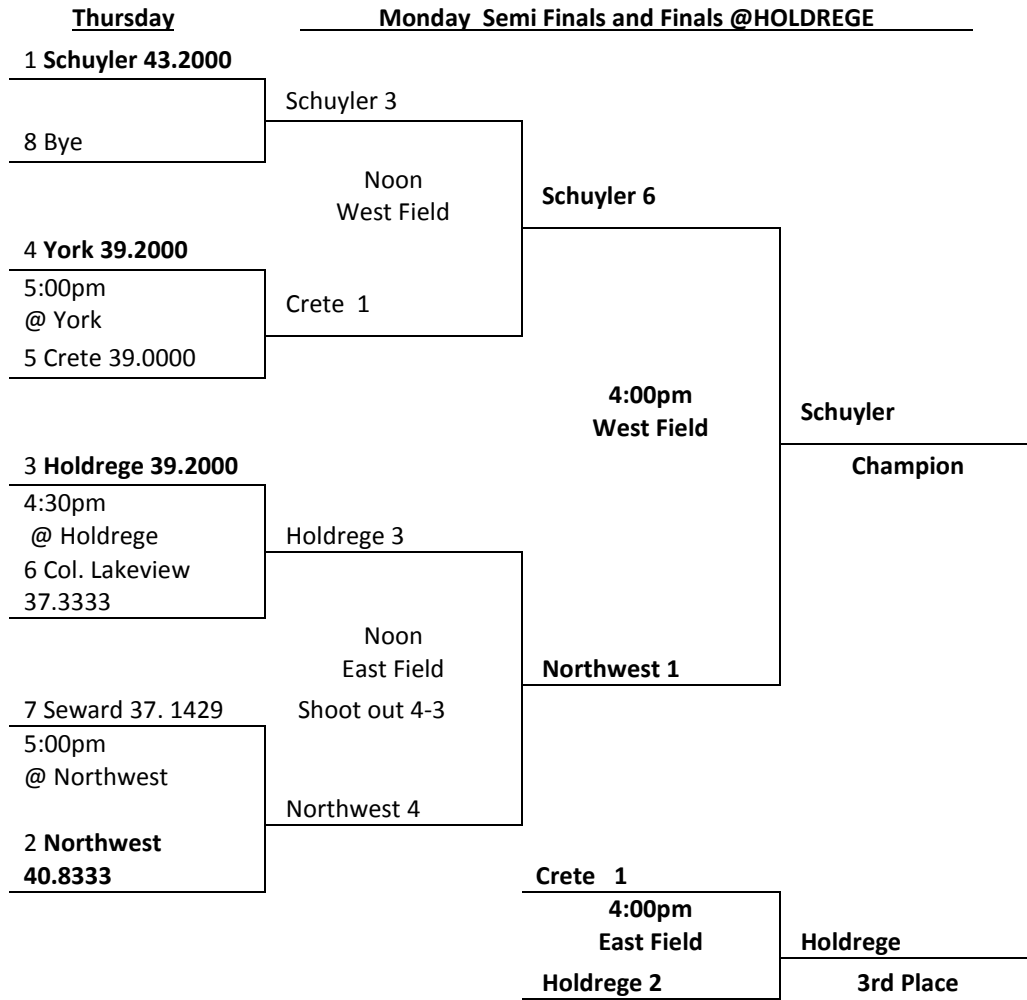 Thursday
Monday Semi Finals and Finals @HOLDREGE
1 Schuyler 43.2000
Schuyler 3
8 Bye
Noon
West Field
Schuyler 6
4 York 39.2000
5:00pm
@ York
Crete 1
5 Crete 39.0000
4:00pm
West Field
Schuyler
Champion
3 Holdrege 39.2000
4:30pm
@ Holdrege
Holdrege 3
6 Col. Lakeview
37.3333
Noon
East Field
Northwest 1
7 Seward 37. 1429
Shoot out 4-3
5:00pm
@ Northwest
Northwest 4
2 Northwest
40.8333
Crete 1
4:00pm
East Field
Holdrege
Holdrege 2
3rd Place